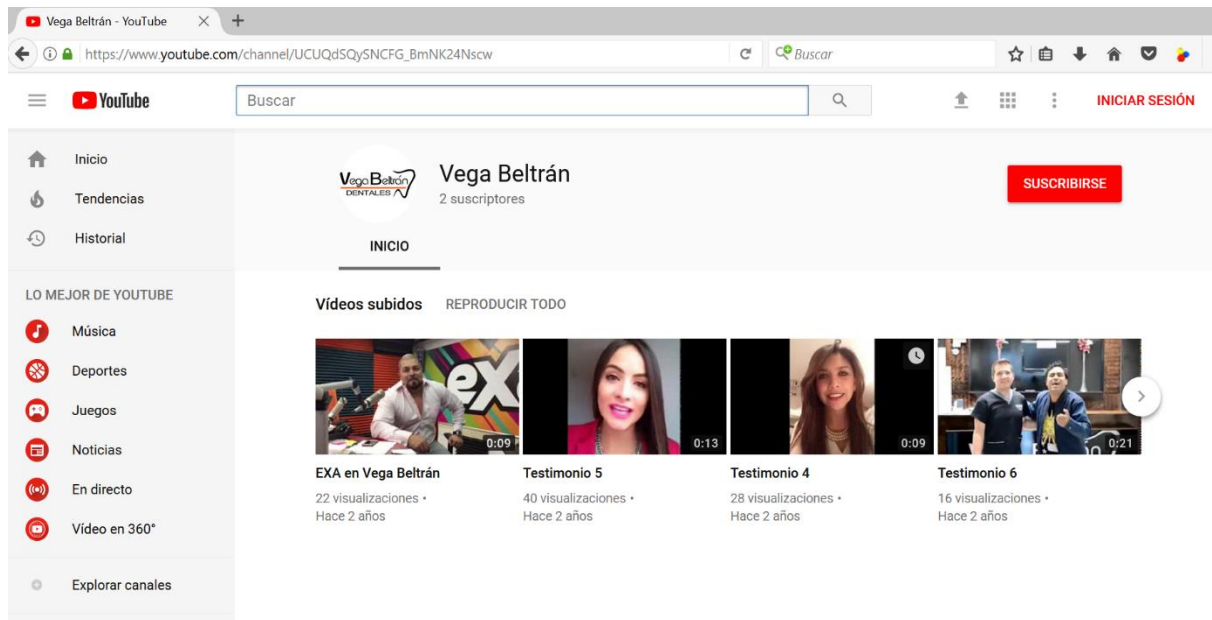 Vega Beltrán - YouTube
https://www.youtube.com/channel/UCUQdSQySNCFG_BmNK24Nscw
Buscar
YouTube
Buscar
INICIAR SESIÓN
Inicio
Tendencias
Historial
LO MEJOR DE YOUTUBE
Música
Deportes
Juegos
Noticias
En directo
Vídeo en 360°
Explorar canales
Vega Beltrán
DENTALES
Vega Beltrán
2 suscriptores
SUSCRIBIRSE
INICIO
Vídeos subidos REPRODUCIR TODO
exa
0:09
0:13
0:09
0:21
EXA en Vega Beltrán
22 visualizaciones •
Hace 2 años
Testimonio 5
40 visualizaciones •
Hace 2 años
Testimonio 4
28 visualizaciones •
Hace 2 años
Testimonio 6
16 visualizaciones •
Hace 2 años